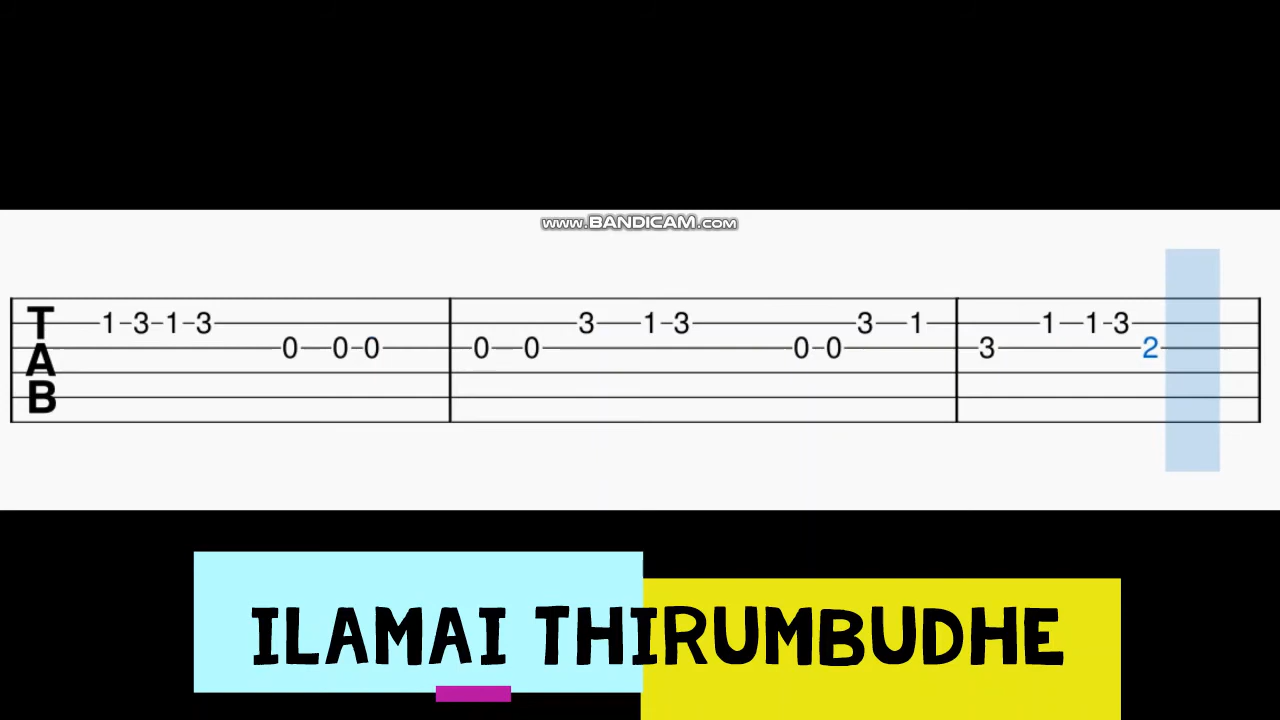 www.BANDICAM.com
T 1 3 1 3 3 1 3 3 1 1 1 3
A 0 0 0 0 0 0 0 3 2
B
ILAMAI THIRUMBUDHE